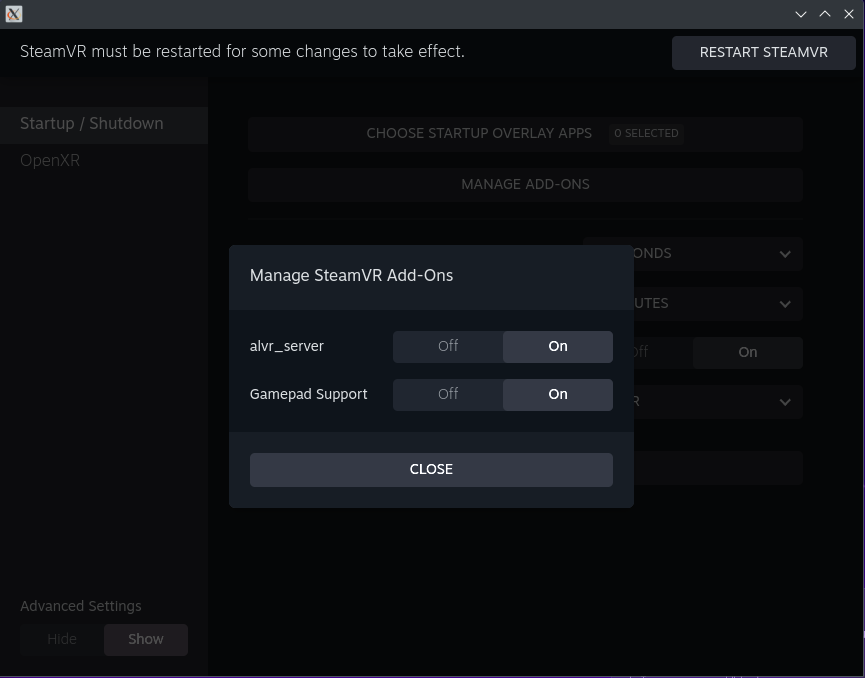 SteamVR must be restarted for some changes to take effect.
RESTART STEAMVR
Startup / Shutdown
OpenXR
CHOOSE STARTUP OVERLAY APPS 0 SELECTED
MANAGE ADD-ONS
ONDS
UTES
Off On
R
Manage SteamVR Add-Ons
alvr_server Off On
Gamepad Support Off On
CLOSE
Advanced Settings
Hide Show